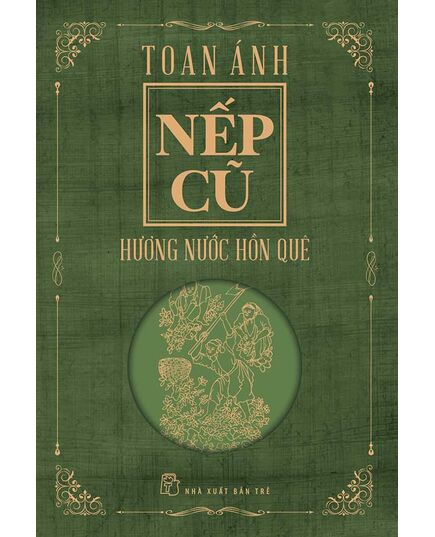 TOAN ÁNH
NẾP
CŨ
HƯƠNG NƯỚC HỒN QUÊ
NHÀ XUẤT BẢN TRẺ